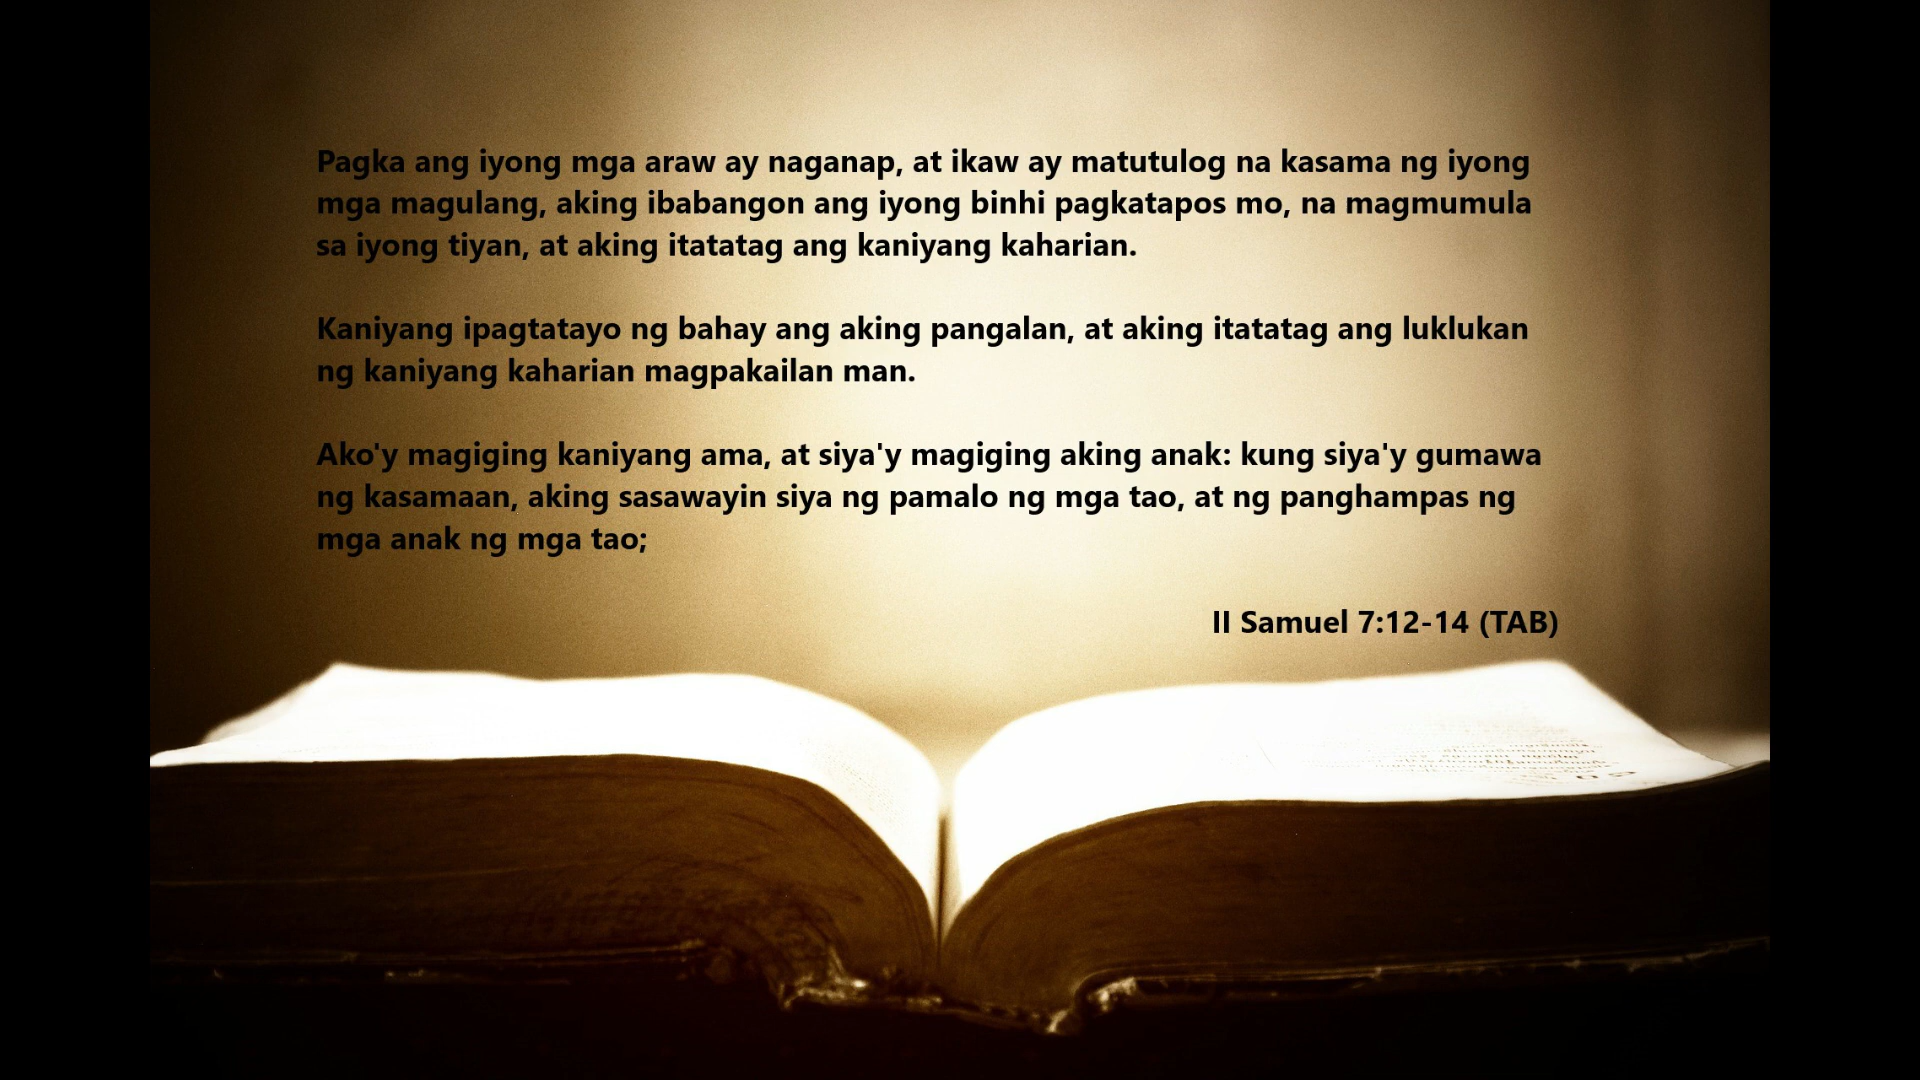 Pagka ang iyong mga araw ay naganap, at ikaw ay matutulog na kasama ng iyong
mga magulang, aking ibabangon ang iyong binhi pagkatapos mo, na magmumula
sa iyong tiyan, at aking itatatag ang kaniyang kaharian.
Kaniyang ipagtatayo ng bahay ang aking pangalan, at aking itatatag ang luklukan
ng kaniyang kaharian magpakailan man.
Ako'y magiging kaniyang ama, at siya'y magiging aking anak: kung siya'y gumawa
ng kasamaan, aking sasawayin siya ng pamalo ng mga tao, at ng panghampas ng
mga anak ng mga tao;
II Samuel 7:12-14 (TAB)